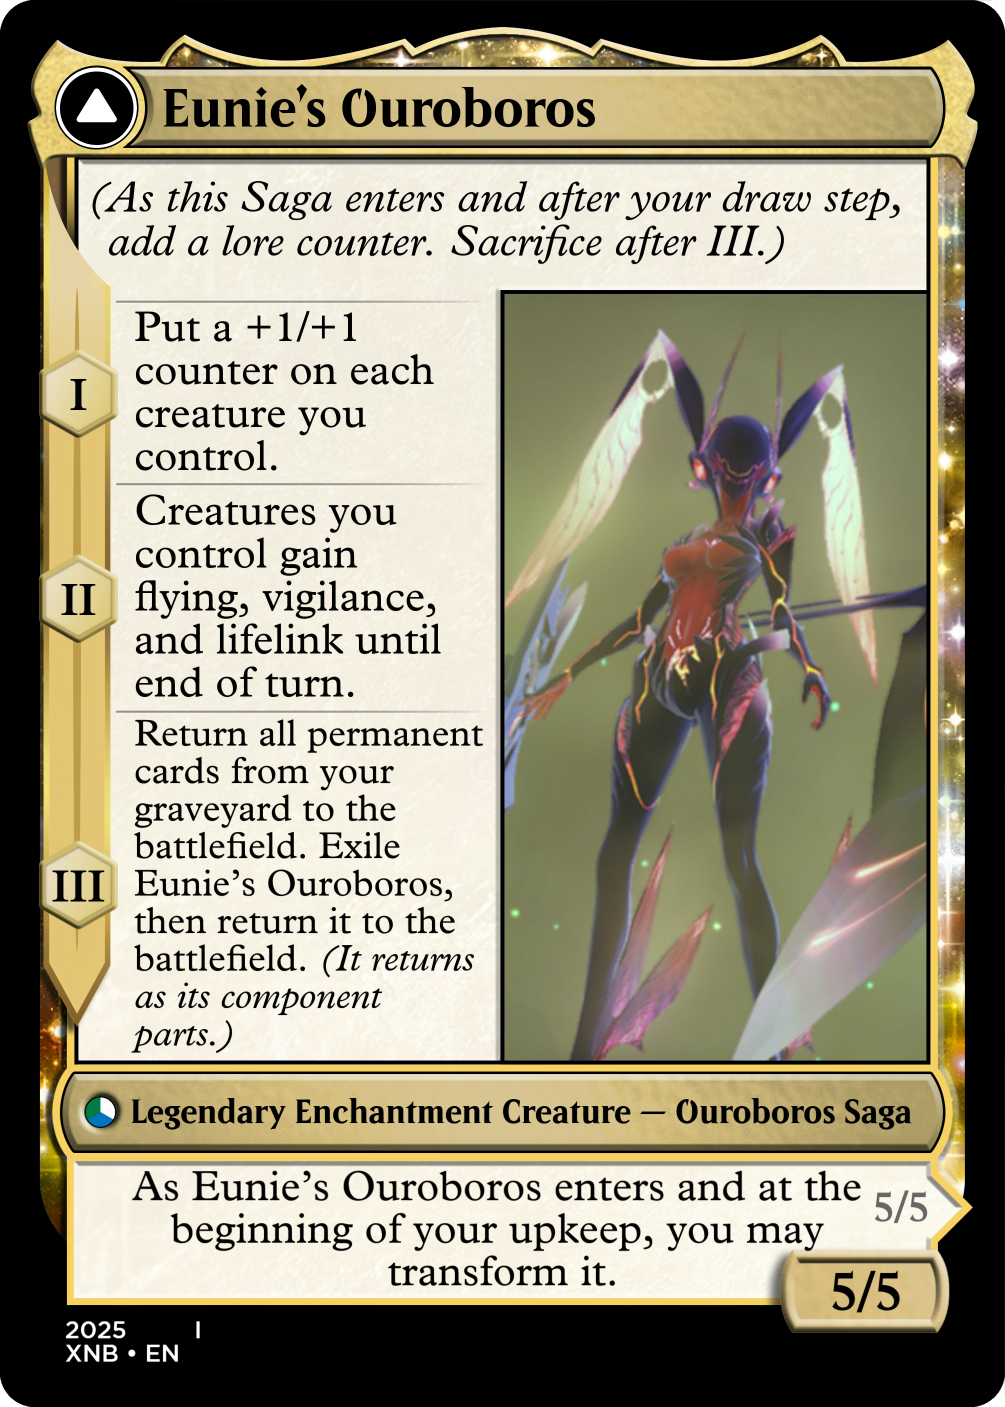 Eunie's Ouroboros
(As this Saga enters and after your draw step,
add a lore counter. Sacrifice after III.)
I
Put a +1/+1
counter on each
creature you
control.
II
Creatures you
control gain
flying, vigilance,
and lifelink until
end of turn.
III
Return all permanent
cards from your
graveyard to the
battlefield. Exile
Eunie's Ouroboros,
then return it to the
battlefield. (It returns
as its component
parts.)
Legendary Enchantment Creature — Ouroboros Saga
As Eunie's Ouroboros enters and at the
beginning of your upkeep, you may
transform it.
5/5
5/5
2025 I
XNB • EN